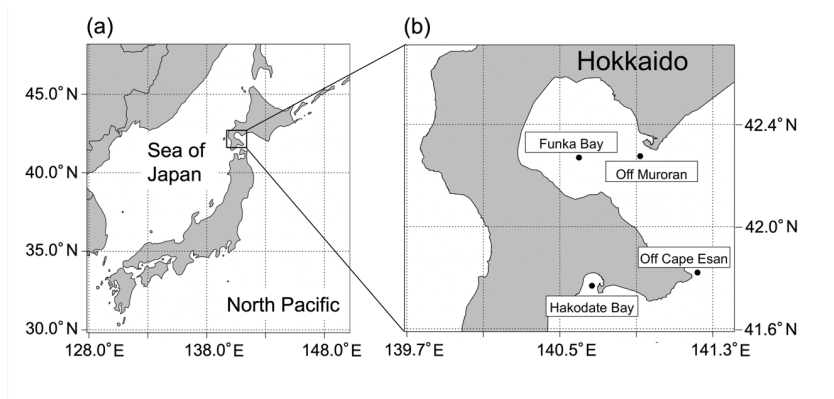 (a)
(b)
Hokkaido
45.0˚ N
40.0˚ N
35.0˚ N
30.0˚ N
Sea of
Japan
North Pacific
128.0˚ E
138.0˚ E
148.0˚ E
Funka Bay
Off Muroran
Off Cape Esan
Hakodate Bay
42.4˚ N
42.0˚ N
41.6˚ N
139.7˚ E
140.5˚ E
141.3˚ E